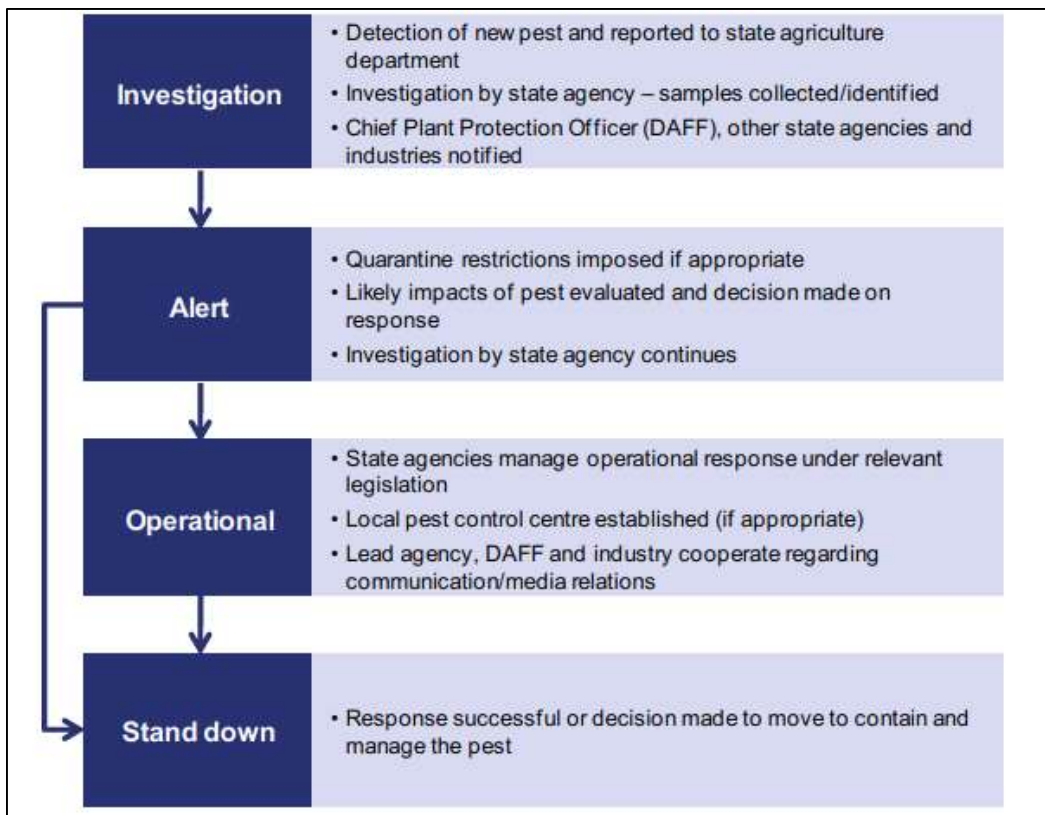 Investigation
• Detection of new pest and reported to state agriculture
department
• Investigation by state agency – samples collected/identified
• Chief Plant Protection Officer (DAFF), other state agencies and
industries notified
Alert
• Quarantine restrictions imposed if appropriate
• Likely impacts of pest evaluated and decision made on
response
• Investigation by state agency continues
Operational
• State agencies manage operational response under relevant
legislation
• Local pest control centre established (if appropriate)
• Lead agency, DAFF and industry cooperate regarding
communication/media relations
Stand down
• Response successful or decision made to move to contain and
manage the pest